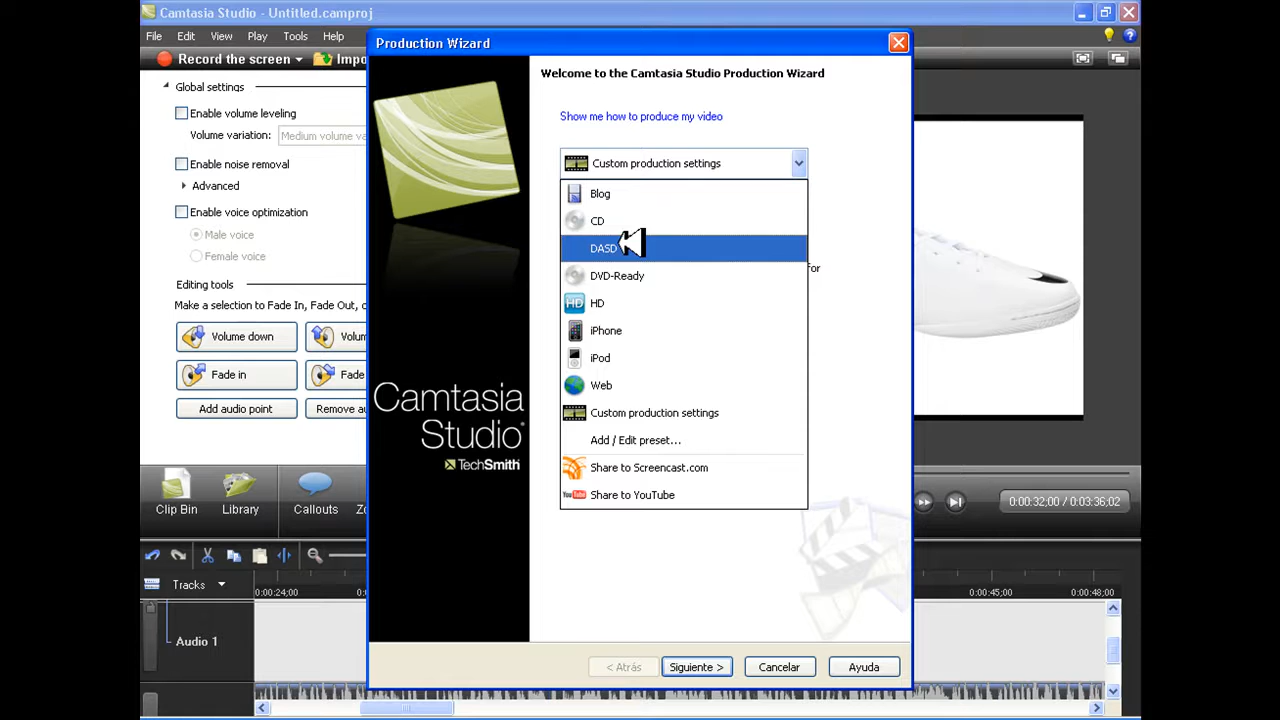 Camtasia Studio - Untitled.camproj
File Edit View Play Tools Help
Record the screen
Global settings
Enable volume leveling
Volume variation:
Enable noise removal
Advanced
Enable voice optimization
Male voice
Female voice
Editing tools
Make a selection to Fade In, Fade Out,
Volume down
Fade in
Fade
Add audio point
Clip Bin
Library
Callouts
Tracks
0:00:24;00
Audio 1
Production Wizard
Welcome to the Camtasia Studio Production Wizard
Show me how to produce my video
Custom production settings
Blog
CD
DASD
DVD-Ready
HD
iPhone
iPod
Web
Custom production settings
Add / Edit preset...
Share to Screencast.com
You Tube Share to YouTube
for
Camtasia
Studio
TechSmith
< Atrás
Siguiente >
Cancelar
Ayuda
0:00:32;00 / 0:03:36;02
0:00:45;00
0:00:48;00